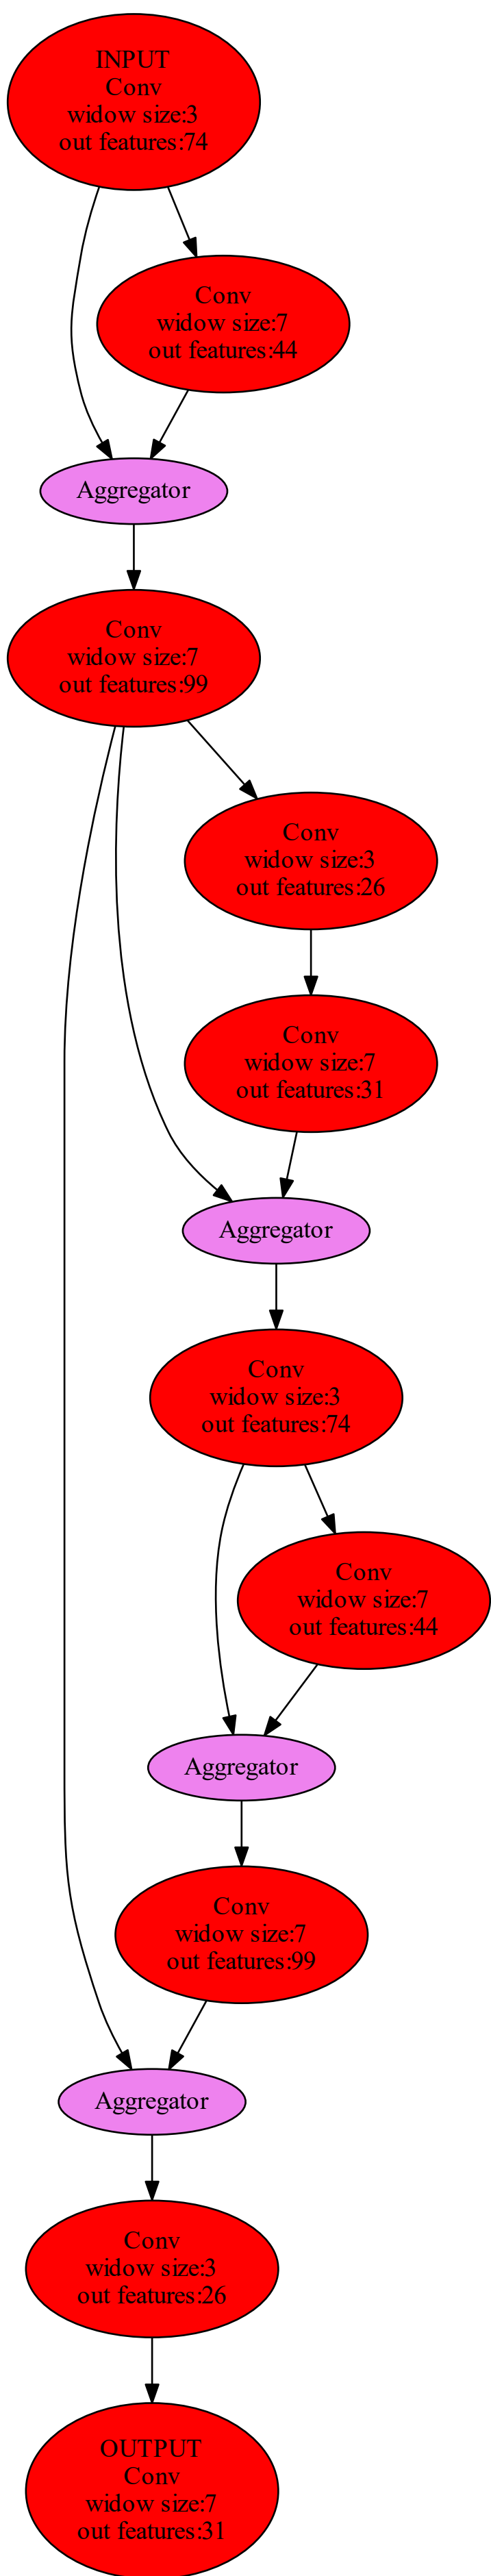 INPUT
Conv
widow size:3
out features:74
Conv
widow size:7
out features:44
Aggregator
Conv
widow size:7
out features:99
Conv
widow size:3
out features:26
Conv
widow size:7
out features:31
Aggregator
Conv
widow size:3
out features:74
Conv
widow size:7
out features:44
Aggregator
Conv
widow size:7
out features:99
Aggregator
Conv
widow size:3
out features:26
OUTPUT
Conv
widow size:7
out features:31